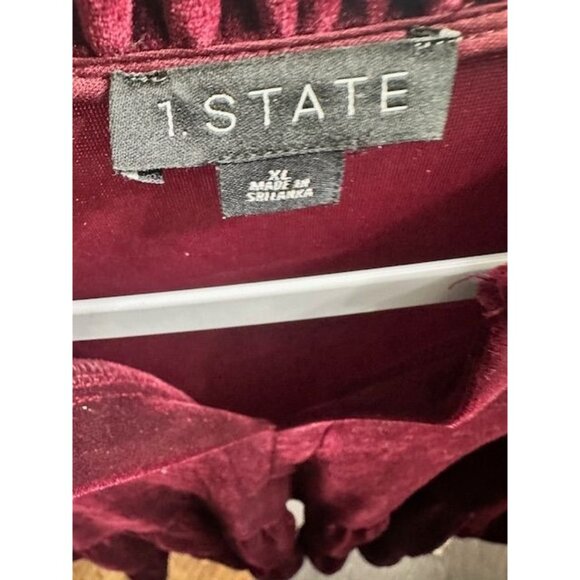 1. STATE
XL
MADE IN
SRI LANKA